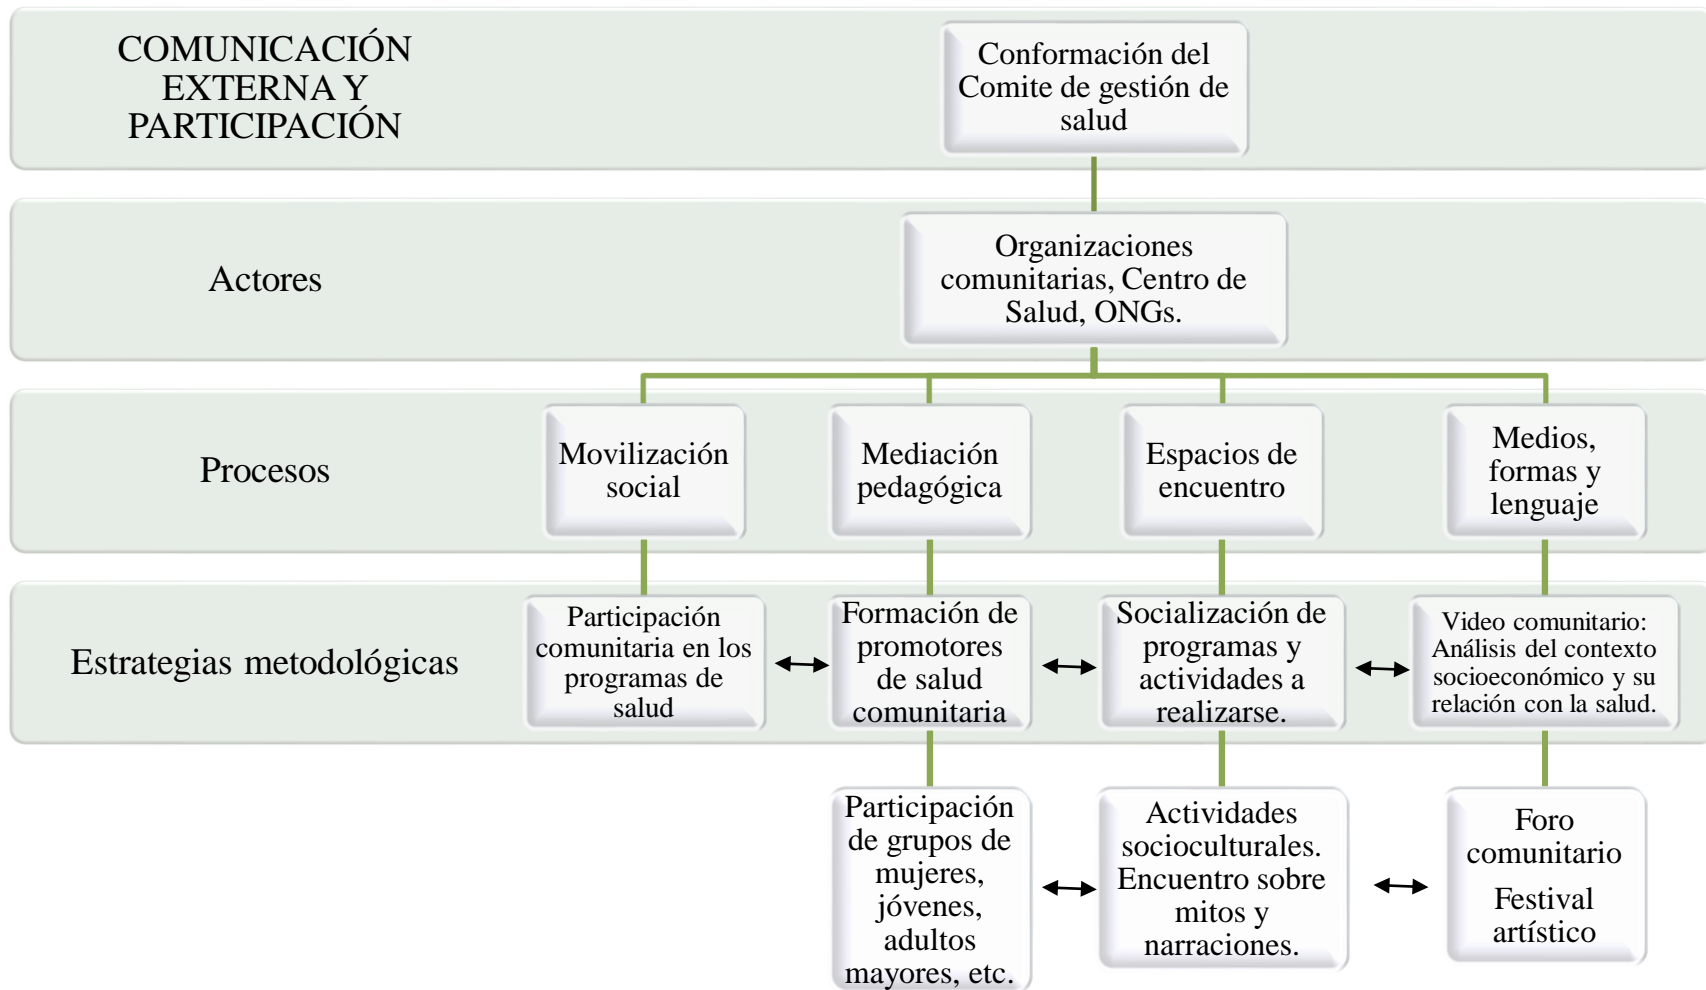 COMUNICACIÓN
EXTERNA Y
PARTICIPACIÓN
Conformación del
Comite de gestión de
salud
Actores
Organizaciones
comunitarias, Centro de
Salud, ONGs.
Procesos
Movilización
social
Mediación
pedagógica
Espacios de
encuentro
Medios,
formas y
lenguaje
Estrategias metodológicas
Participación
comunitaria en los
programas de
salud
Formación de
promotores
de salud
comunitaria
Socialización de
programas y
actividades a
realizarse.
Video comunitario:
Análisis del contexto
socioeconómico y su
relación con la salud.
Participación
de grupos de
mujeres,
jóvenes,
adultos
mayores, etc.
Actividades
socioculturales.
Encuentro sobre
mitos y
narraciones.
Foro
comunitario
Festival
artístico